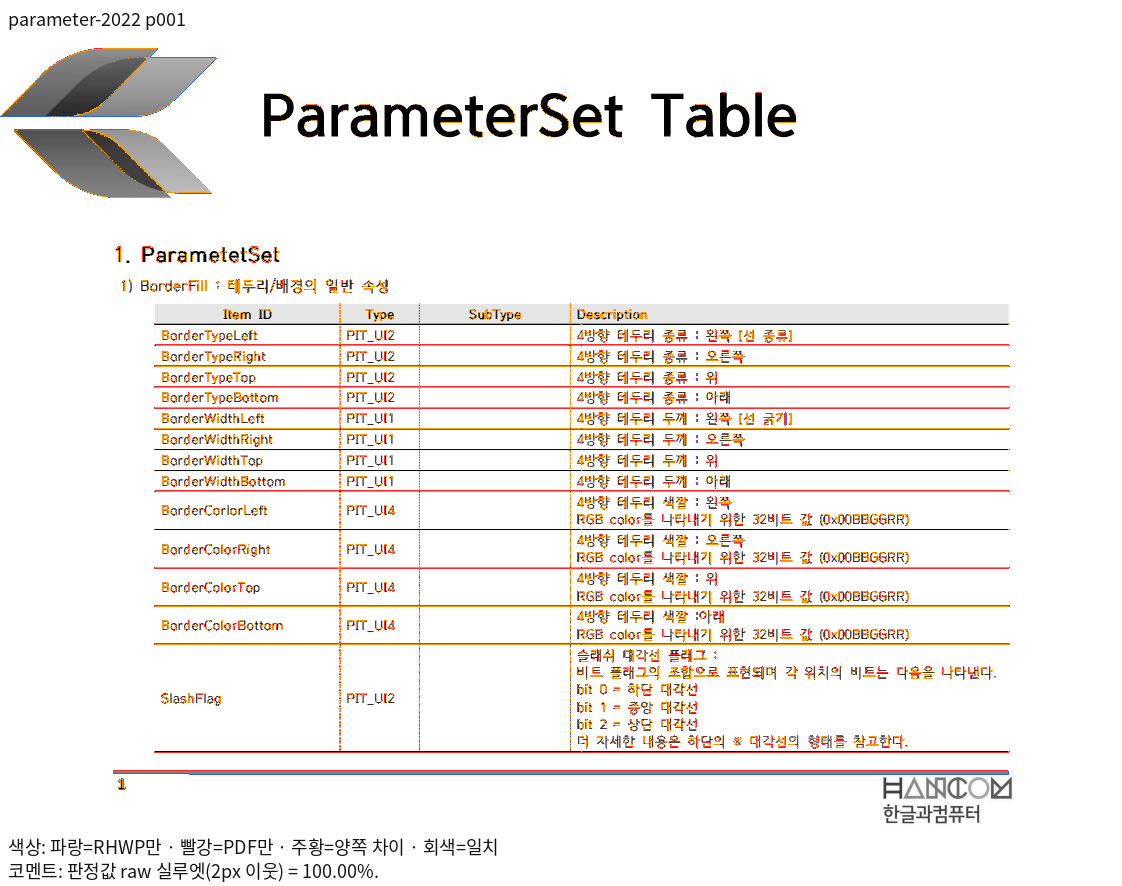 parameter-2022 p001
ParameterSet Table
1. ParametetSet
1) BorderFill : 테두리/배경의 일반 속성
Item ID Type SubType Description
BorderTypeLeft PIT_UI2 4방향 테두리 종류 : 왼쪽 [선 종류]
BorderTypeRight PIT_UI2 4방향 테두리 종류 : 오른쪽
BorderTypeTop PIT_UI2 4방향 테두리 종류 : 위
BorderTypeBottom PIT_UI2 4방향 테두리 종류 : 아래
BorderWidthLeft PIT_UI1 4방향 테두리 두께 : 왼쪽 [선 굵기]
BorderWidthRight PIT_UI1 4방향 테두리 두께 : 오른쪽
BorderWidthTop PIT_UI1 4방향 테두리 두께 : 위
BorderWidthBottom PIT_UI1 4방향 테두리 두께 : 아래
BorderCorlorLeft PIT_UI4 4방향 테두리 색깔 : 왼쪽
RGB color를 나타내기 위한 32비트 값 (0x00BBGGRR)
BorderColorRight PIT_UI4 4방향 테두리 색깔 : 오른쪽
RGB color를 나타내기 위한 32비트 값 (0x00BBGGRR)
BorderColorTop PIT_UI4 4방향 테두리 색깔 : 위
RGB color를 나타내기 위한 32비트 값 (0x00BBGGRR)
BorderColorBottom PIT_UI4 4방향 테두리 색깔 :아래
RGB color를 나타내기 위한 32비트 값 (0x00BBGGRR)
SlashFlag PIT_UI2 슬래쉬 대각선 플래그 :
비트 플래그의 조합으로 표현되며 각 위치의 비트는 다음을 나타낸다.
bit 0 = 하단 대각선
bit 1 = 중앙 대각선
bit 2 = 상단 대각선
더 자세한 내용은 하단의 ※ 대각선의 형태를 참고한다.
1
HANCOM
한글과컴퓨터
색상: 파랑=RHWP만 · 빨강=PDF만 · 주황=양쪽 차이 · 회색=일치
코멘트: 판정값 raw 실루엣(2px 이웃) = 100.00%.